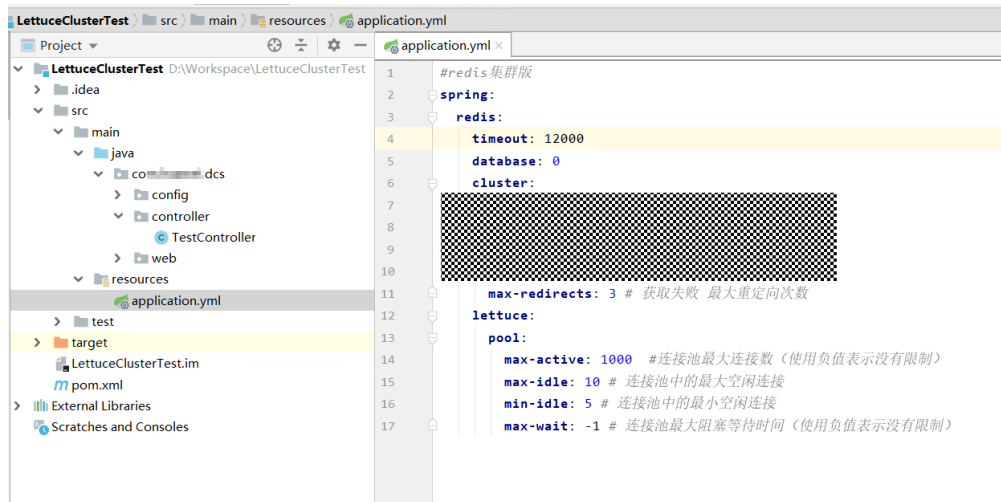 LettuceClusterTest src main resources application.yml
Project
application.yml
LettuceClusterTest D:\Workspace\LettuceClusterTest
.idea
src
main
java
co .dcs
config
controller
TestController
web
resources
application.yml
test
target
LettuceClusterTest.im
pom.xml
External Libraries
Scratches and Consoles
1 #redis集群版
2 spring:
3 redis:
4 timeout: 12000
5 database: 0
6 cluster:
7
8
9
10
11 max-redirects: 3 # 获取失败 最大重定向次数
12 lettuce:
13 pool:
14 max-active: 1000 #连接池最大连接数（使用负值表示没有限制）
15 max-idle: 10 # 连接池中的最大空闲连接
16 min-idle: 5 # 连接池中的最小空闲连接
17 max-wait: -1 # 连接池最大阻塞等待时间（使用负值表示没有限制）